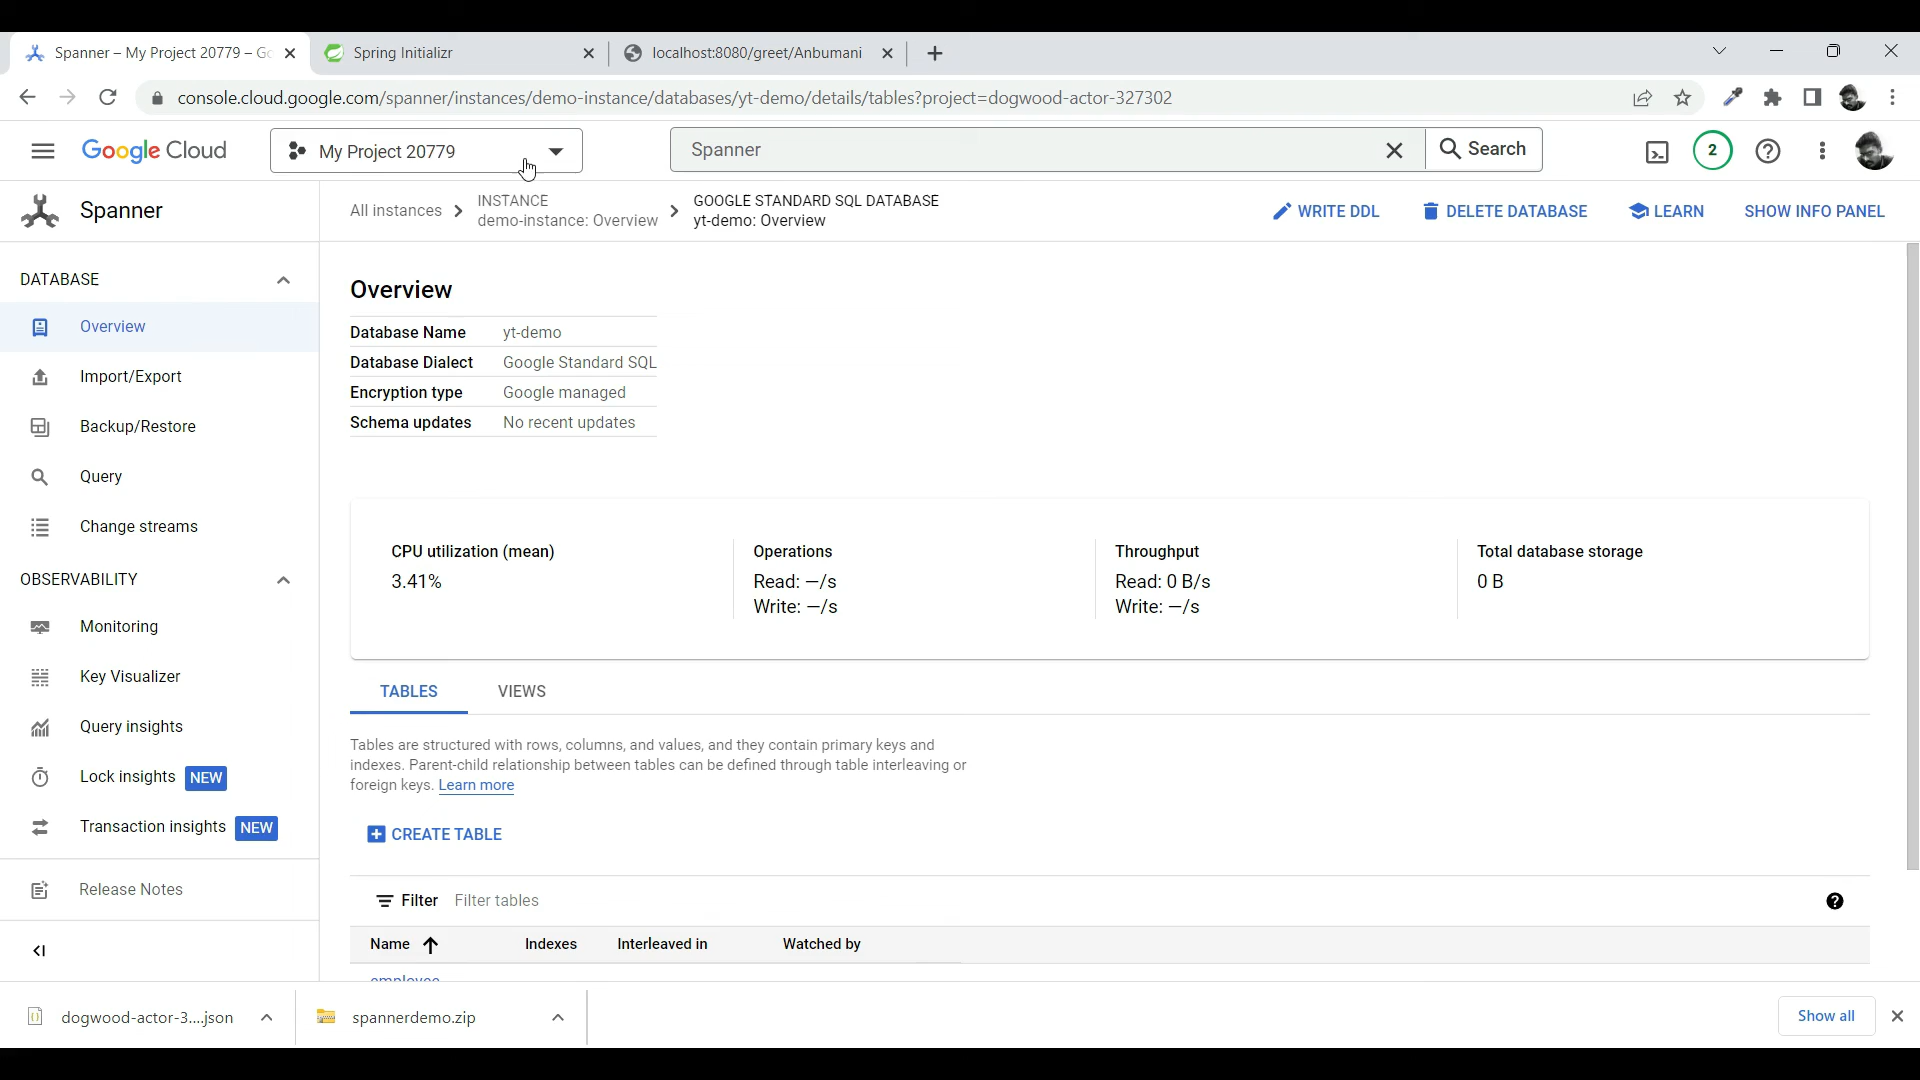 Spanner – My Project 20779 – Go
Spring Initializr
localhost:8080/greet/Anbumani
console.cloud.google.com/spanner/instances/demo-instance/databases/yt-demo/details/tables?project=dogwood-actor-327302
Google Cloud
My Project 20779
Spanner
Search
2
Spanner
All instances
INSTANCE
demo-instance: Overview
GOOGLE STANDARD SQL DATABASE
yt-demo: Overview
WRITE DDL
DELETE DATABASE
LEARN
SHOW INFO PANEL
DATABASE
Overview
Import/Export
Backup/Restore
Query
Change streams
OBSERVABILITY
Monitoring
Key Visualizer
Query insights
Lock insights NEW
Transaction insights NEW
Release Notes
Overview
Database Name yt-demo
Database Dialect Google Standard SQL
Encryption type Google managed
Schema updates No recent updates
CPU utilization (mean)
3.41%
Operations
Read: —/s
Write: —/s
Throughput
Read: 0 B/s
Write: —/s
Total database storage
0 B
TABLES VIEWS
Tables are structured with rows, columns, and values, and they contain primary keys and
indexes. Parent-child relationship between tables can be defined through table interleaving or
foreign keys. Learn more
CREATE TABLE
Filter Filter tables
Name Indexes Interleaved in Watched by
employee
dogwood-actor-3....json
spannerdemo.zip
Show all